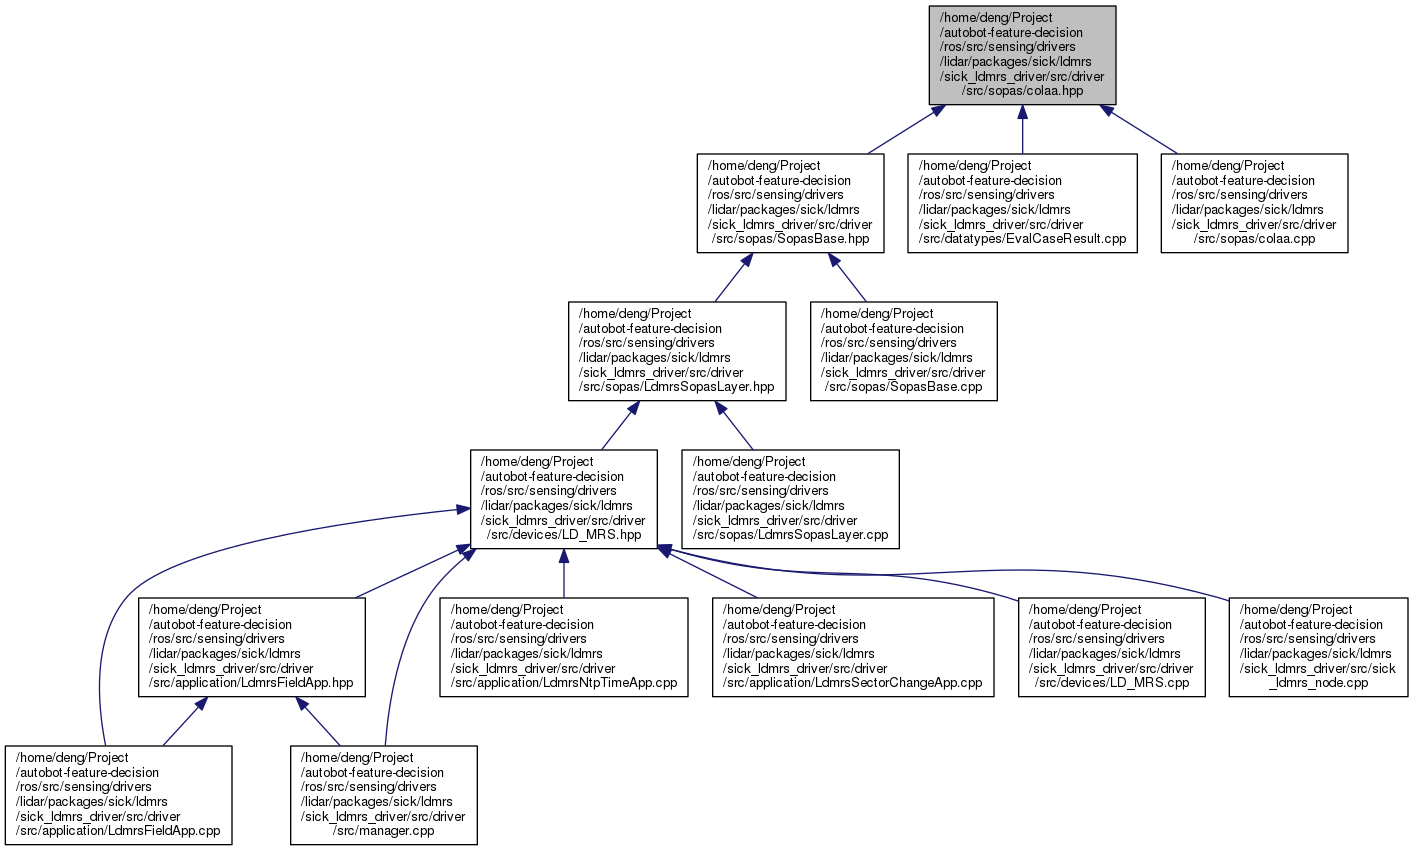 /home/deng/Project
/autobot-feature-decision
/ros/src/sensing/drivers
/lidar/packages/sick/ldmrs
/sick_ldmrs_driver/src/driver
/src/sopas/colaa.hpp
/home/deng/Project
/autobot-feature-decision
/ros/src/sensing/drivers
/lidar/packages/sick/ldmrs
/sick_ldmrs_driver/src/driver
/src/sopas/SopasBase.hpp
/home/deng/Project
/autobot-feature-decision
/ros/src/sensing/drivers
/lidar/packages/sick/ldmrs
/sick_ldmrs_driver/src/driver
/src/datatypes/EvalCaseResult.cpp
/home/deng/Project
/autobot-feature-decision
/ros/src/sensing/drivers
/lidar/packages/sick/ldmrs
/sick_ldmrs_driver/src/driver
/src/sopas/colaa.cpp
/home/deng/Project
/autobot-feature-decision
/ros/src/sensing/drivers
/lidar/packages/sick/ldmrs
/sick_ldmrs_driver/src/driver
/src/sopas/LdmrsSopasLayer.hpp
/home/deng/Project
/autobot-feature-decision
/ros/src/sensing/drivers
/lidar/packages/sick/ldmrs
/sick_ldmrs_driver/src/driver
/src/sopas/SopasBase.cpp
/home/deng/Project
/autobot-feature-decision
/ros/src/sensing/drivers
/lidar/packages/sick/ldmrs
/sick_ldmrs_driver/src/driver
/src/devices/LD_MRS.hpp
/home/deng/Project
/autobot-feature-decision
/ros/src/sensing/drivers
/lidar/packages/sick/ldmrs
/sick_ldmrs_driver/src/driver
/src/sopas/LdmrsSopasLayer.cpp
/home/deng/Project
/autobot-feature-decision
/ros/src/sensing/drivers
/lidar/packages/sick/ldmrs
/sick_ldmrs_driver/src/driver
/src/application/LdmrsFieldApp.hpp
/home/deng/Project
/autobot-feature-decision
/ros/src/sensing/drivers
/lidar/packages/sick/ldmrs
/sick_ldmrs_driver/src/driver
/src/application/LdmrsNtpTimeApp.cpp
/home/deng/Project
/autobot-feature-decision
/ros/src/sensing/drivers
/lidar/packages/sick/ldmrs
/sick_ldmrs_driver/src/driver
/src/application/LdmrsSectorChangeApp.cpp
/home/deng/Project
/autobot-feature-decision
/ros/src/sensing/drivers
/lidar/packages/sick/ldmrs
/sick_ldmrs_driver/src/driver
/src/devices/LD_MRS.cpp
/home/deng/Project
/autobot-feature-decision
/ros/src/sensing/drivers
/lidar/packages/sick/ldmrs
/sick_ldmrs_driver/src/sick
_ldmrs_node.cpp
/home/deng/Project
/autobot-feature-decision
/ros/src/sensing/drivers
/lidar/packages/sick/ldmrs
/sick_ldmrs_driver/src/driver
/src/application/LdmrsFieldApp.cpp
/home/deng/Project
/autobot-feature-decision
/ros/src/sensing/drivers
/lidar/packages/sick/ldmrs
/sick_ldmrs_driver/src/driver
/src/manager.cpp